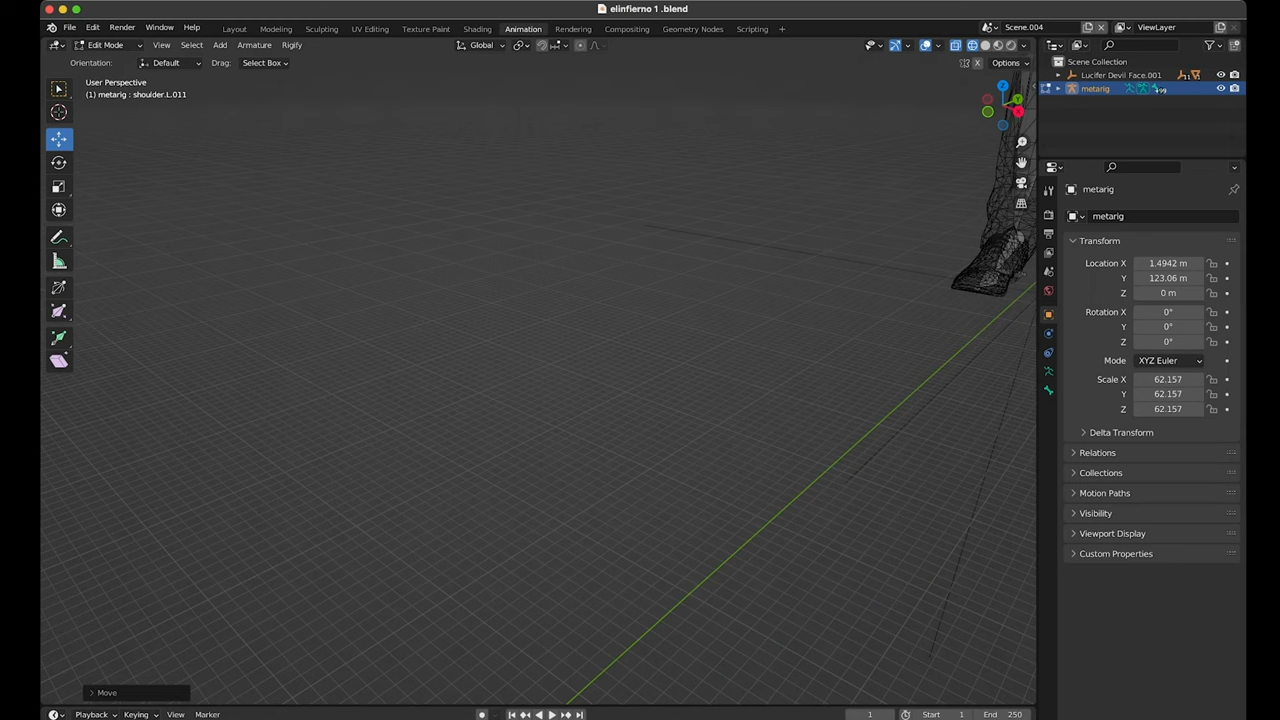 elinfierno 1 .blend
File Edit Render Window Help Layout Modeling Sculpting UV Editing Texture Paint Shading Animation Rendering Compositing Geometry Nodes Scripting + Scene.004 ViewLayer
Edit Mode View Select Add Armature Rigify Global
Orientation: Default Drag: Select Box X Options
Scene Collection
Lucifer Devil Face.001 11
metarig 99
User Perspective
(1) metarig : shoulder.L.011
Z
Y
X
metarig
metarig
Transform
Location X 1.4942 m
Y 123.06 m
Z 0 m
Rotation X 0°
Y 0°
Z 0°
Mode XYZ Euler
Scale X 62.157
Y 62.157
Z 62.157
Delta Transform
Relations
Collections
Motion Paths
Visibility
Viewport Display
Custom Properties
Move
Playback Keying View Marker 1 Start 1 End 250